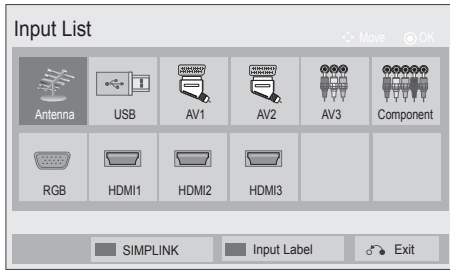 Input List
Move OK
Antenna USB AV1 AV2 AV3 Component
RGB HDMI1 HDMI2 HDMI3
SIMPLINK Input Label Exit